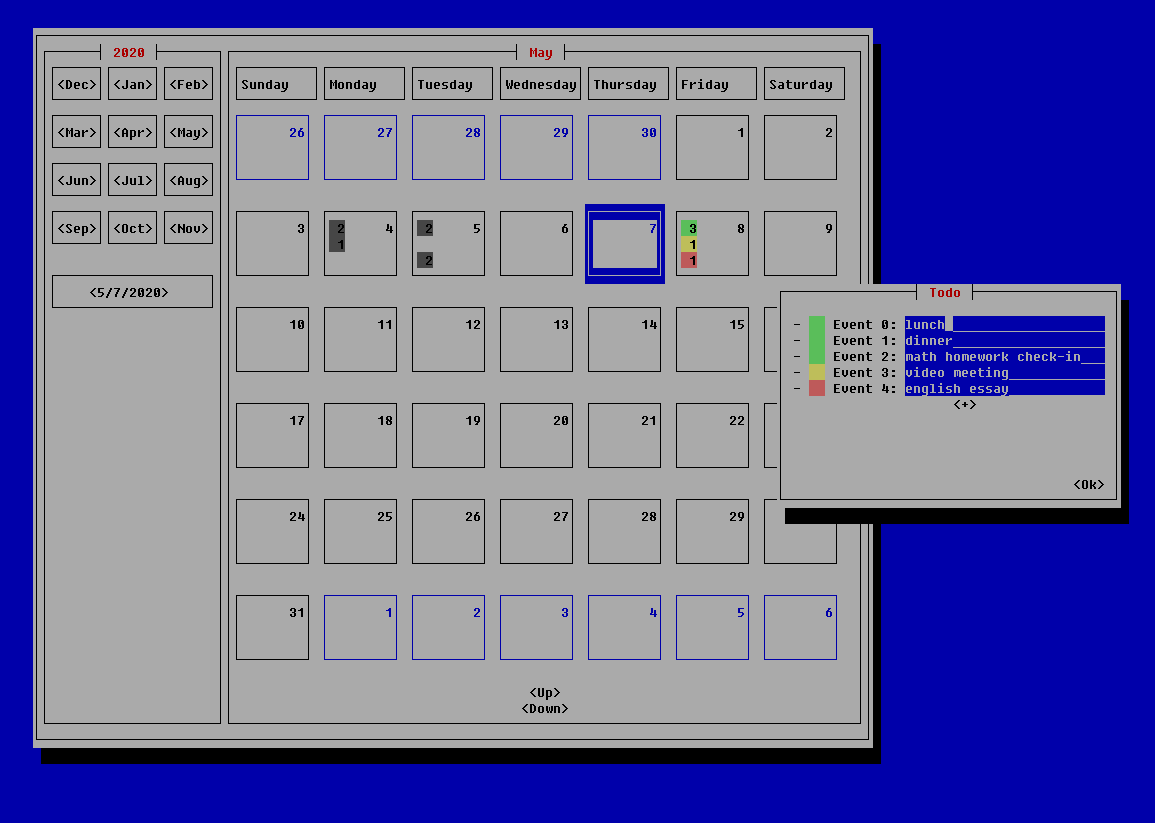 2020
May
<Dec> <Jan> <Feb>
Sunday Monday Tuesday Wednesday Thursday Friday Saturday
<Mar> <Apr> <May>
26 27 28 29 30 1 2
<Jun> <Jul> <Aug>
<Sep> <Oct> <Nov>
3 2 4 2 5 6 7 3 8 9
1 1
2 1
<5/7/2020>
10 11 12 13 14 15
17 18 19 20 21 22
24 25 26 27 28 29
31 1 2 3 4 5 6
<Up>
<Down>
Todo
- Event 0: lunch
- Event 1: dinner
- Event 2: math homework check-in
- Event 3: video meeting
- Event 4: english essay
<+>
<Ok>